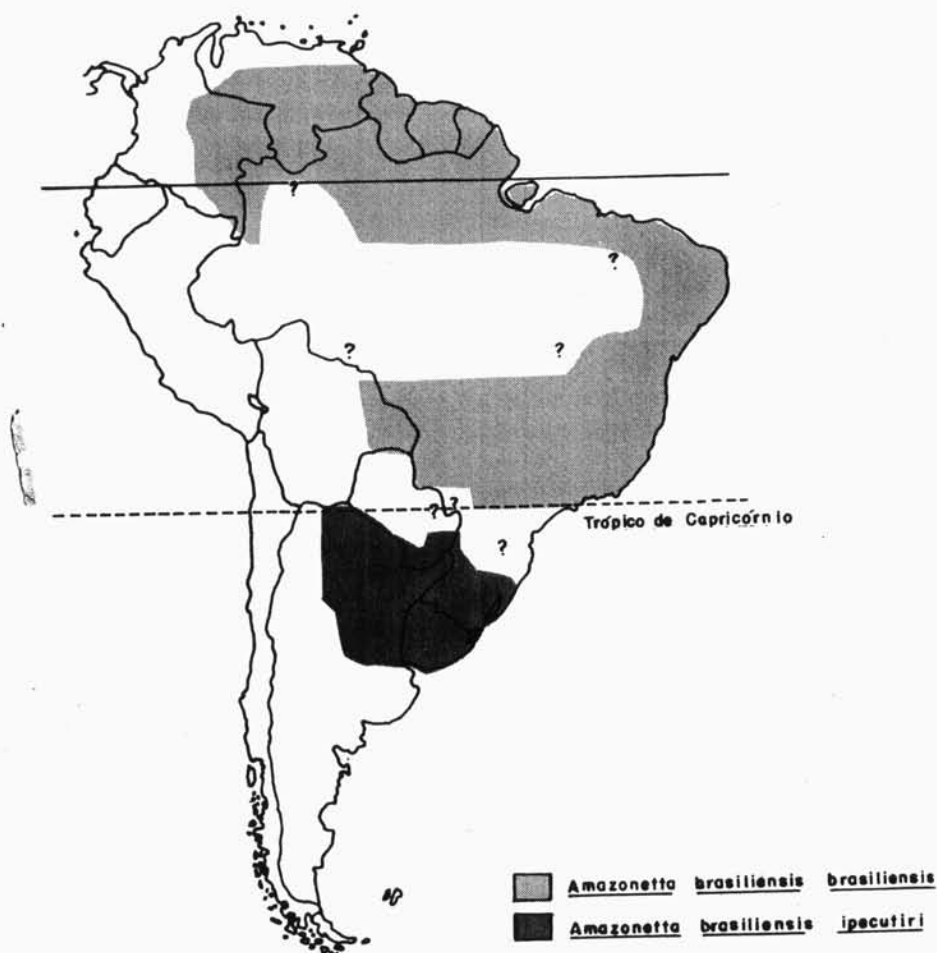 ?
?
?
?
? ?
Trópico de Capricórnio
?
Amazonetta brasiliensis brasiliensis
Amazonetta brasiliensis ipecutiri